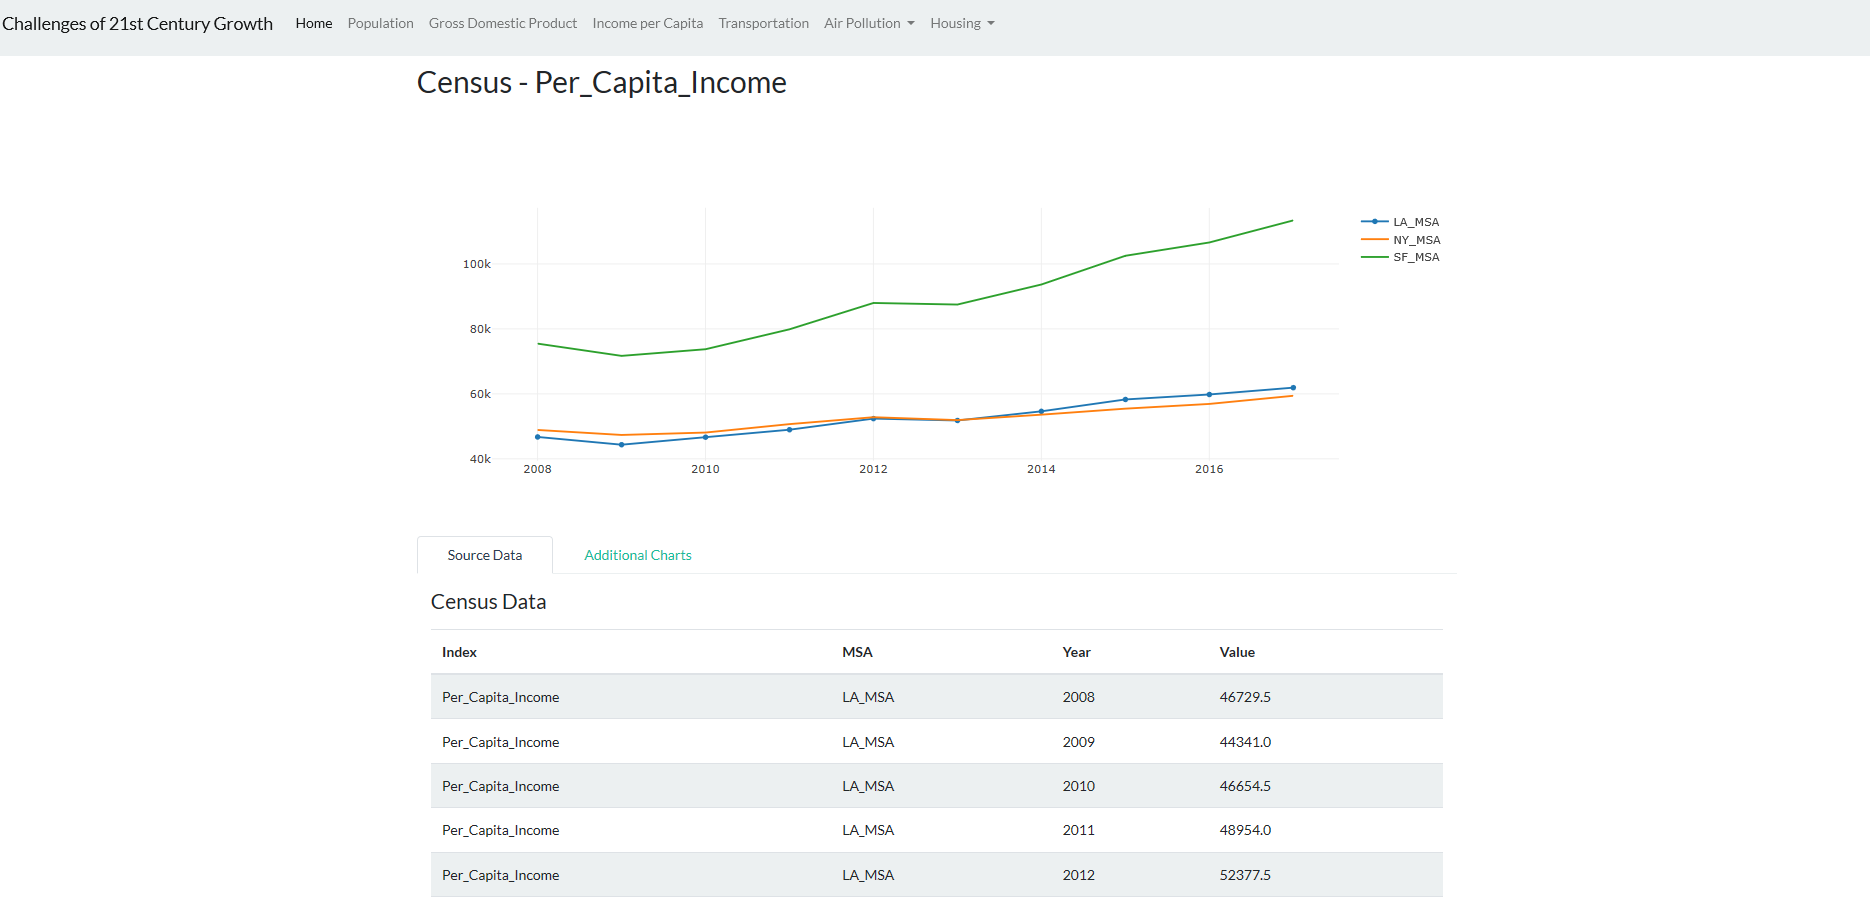 Challenges of 21st Century Growth Home Population Gross Domestic Product Income per Capita Transportation Air Pollution Housing
Census - Per_Capita_Income
LA_MSA
NY_MSA
SF_MSA
100k
80k
60k
40k
2008 2010 2012 2014 2016
Source Data Additional Charts
Census Data
Index MSA Year Value
Per_Capita_Income LA_MSA 2008 46729.5
Per_Capita_Income LA_MSA 2009 44341.0
Per_Capita_Income LA_MSA 2010 46654.5
Per_Capita_Income LA_MSA 2011 48954.0
Per_Capita_Income LA_MSA 2012 52377.5